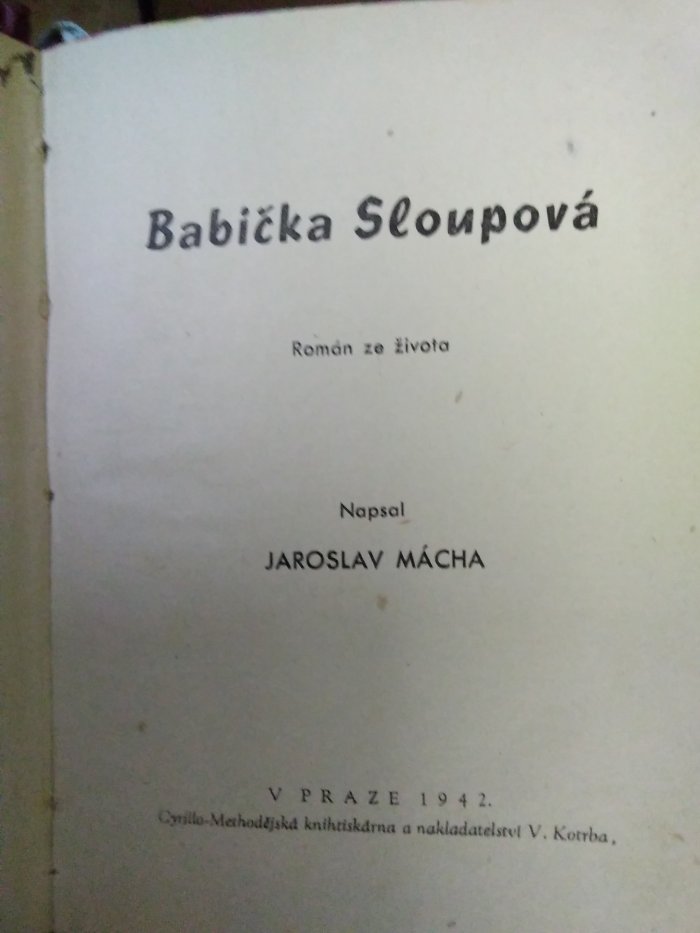 Babička Sloupová
Román ze života
Napsal
JAROSLAV MÁCHA
V PRAZE 1942.
Cyrillo-Methodějská knihtiskárna a nakladatelství V. Kotrba,